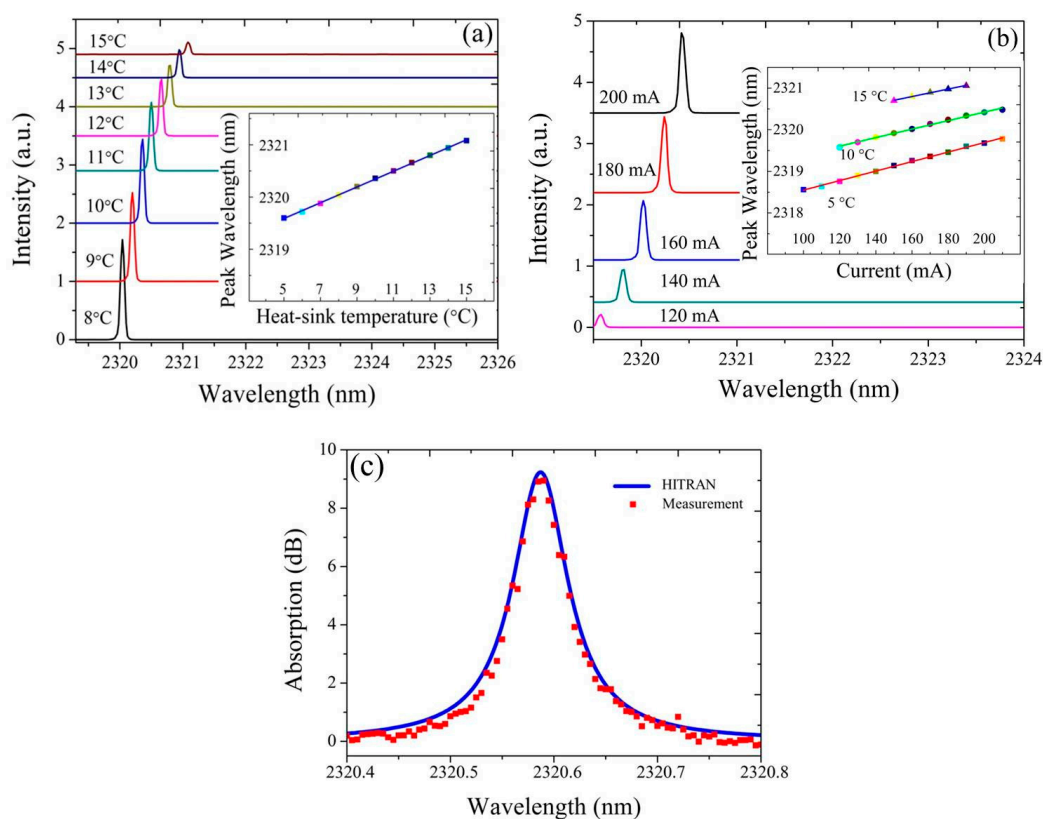 (a)
5
4
3
2
1
0
Intensity (a.u.)
15°C
14°C
13°C
12°C
11°C
10°C
9°C
8°C
2320 2321 2322 2323 2324 2325 2326
Wavelength (nm)
Peak Wavelength (nm)
2321
2320
2319
5 7 9 11 13 15
Heat-sink temperature (°C)
(b)
5
4
3
2
1
0
Intensity (a.u.)
200 mA
180 mA
160 mA
140 mA
120 mA
2320 2321 2322 2323 2324
Wavelength (nm)
Peak Wavelength (nm)
2321
2320
2319
2318
15 °C
10 °C
5 °C
100 120 140 160 180 200
Current (mA)
(c)
10
8
6
4
2
0
Absorption (dB)
HITRAN
Measurement
2320.4 2320.5 2320.6 2320.7 2320.8
Wavelength (nm)